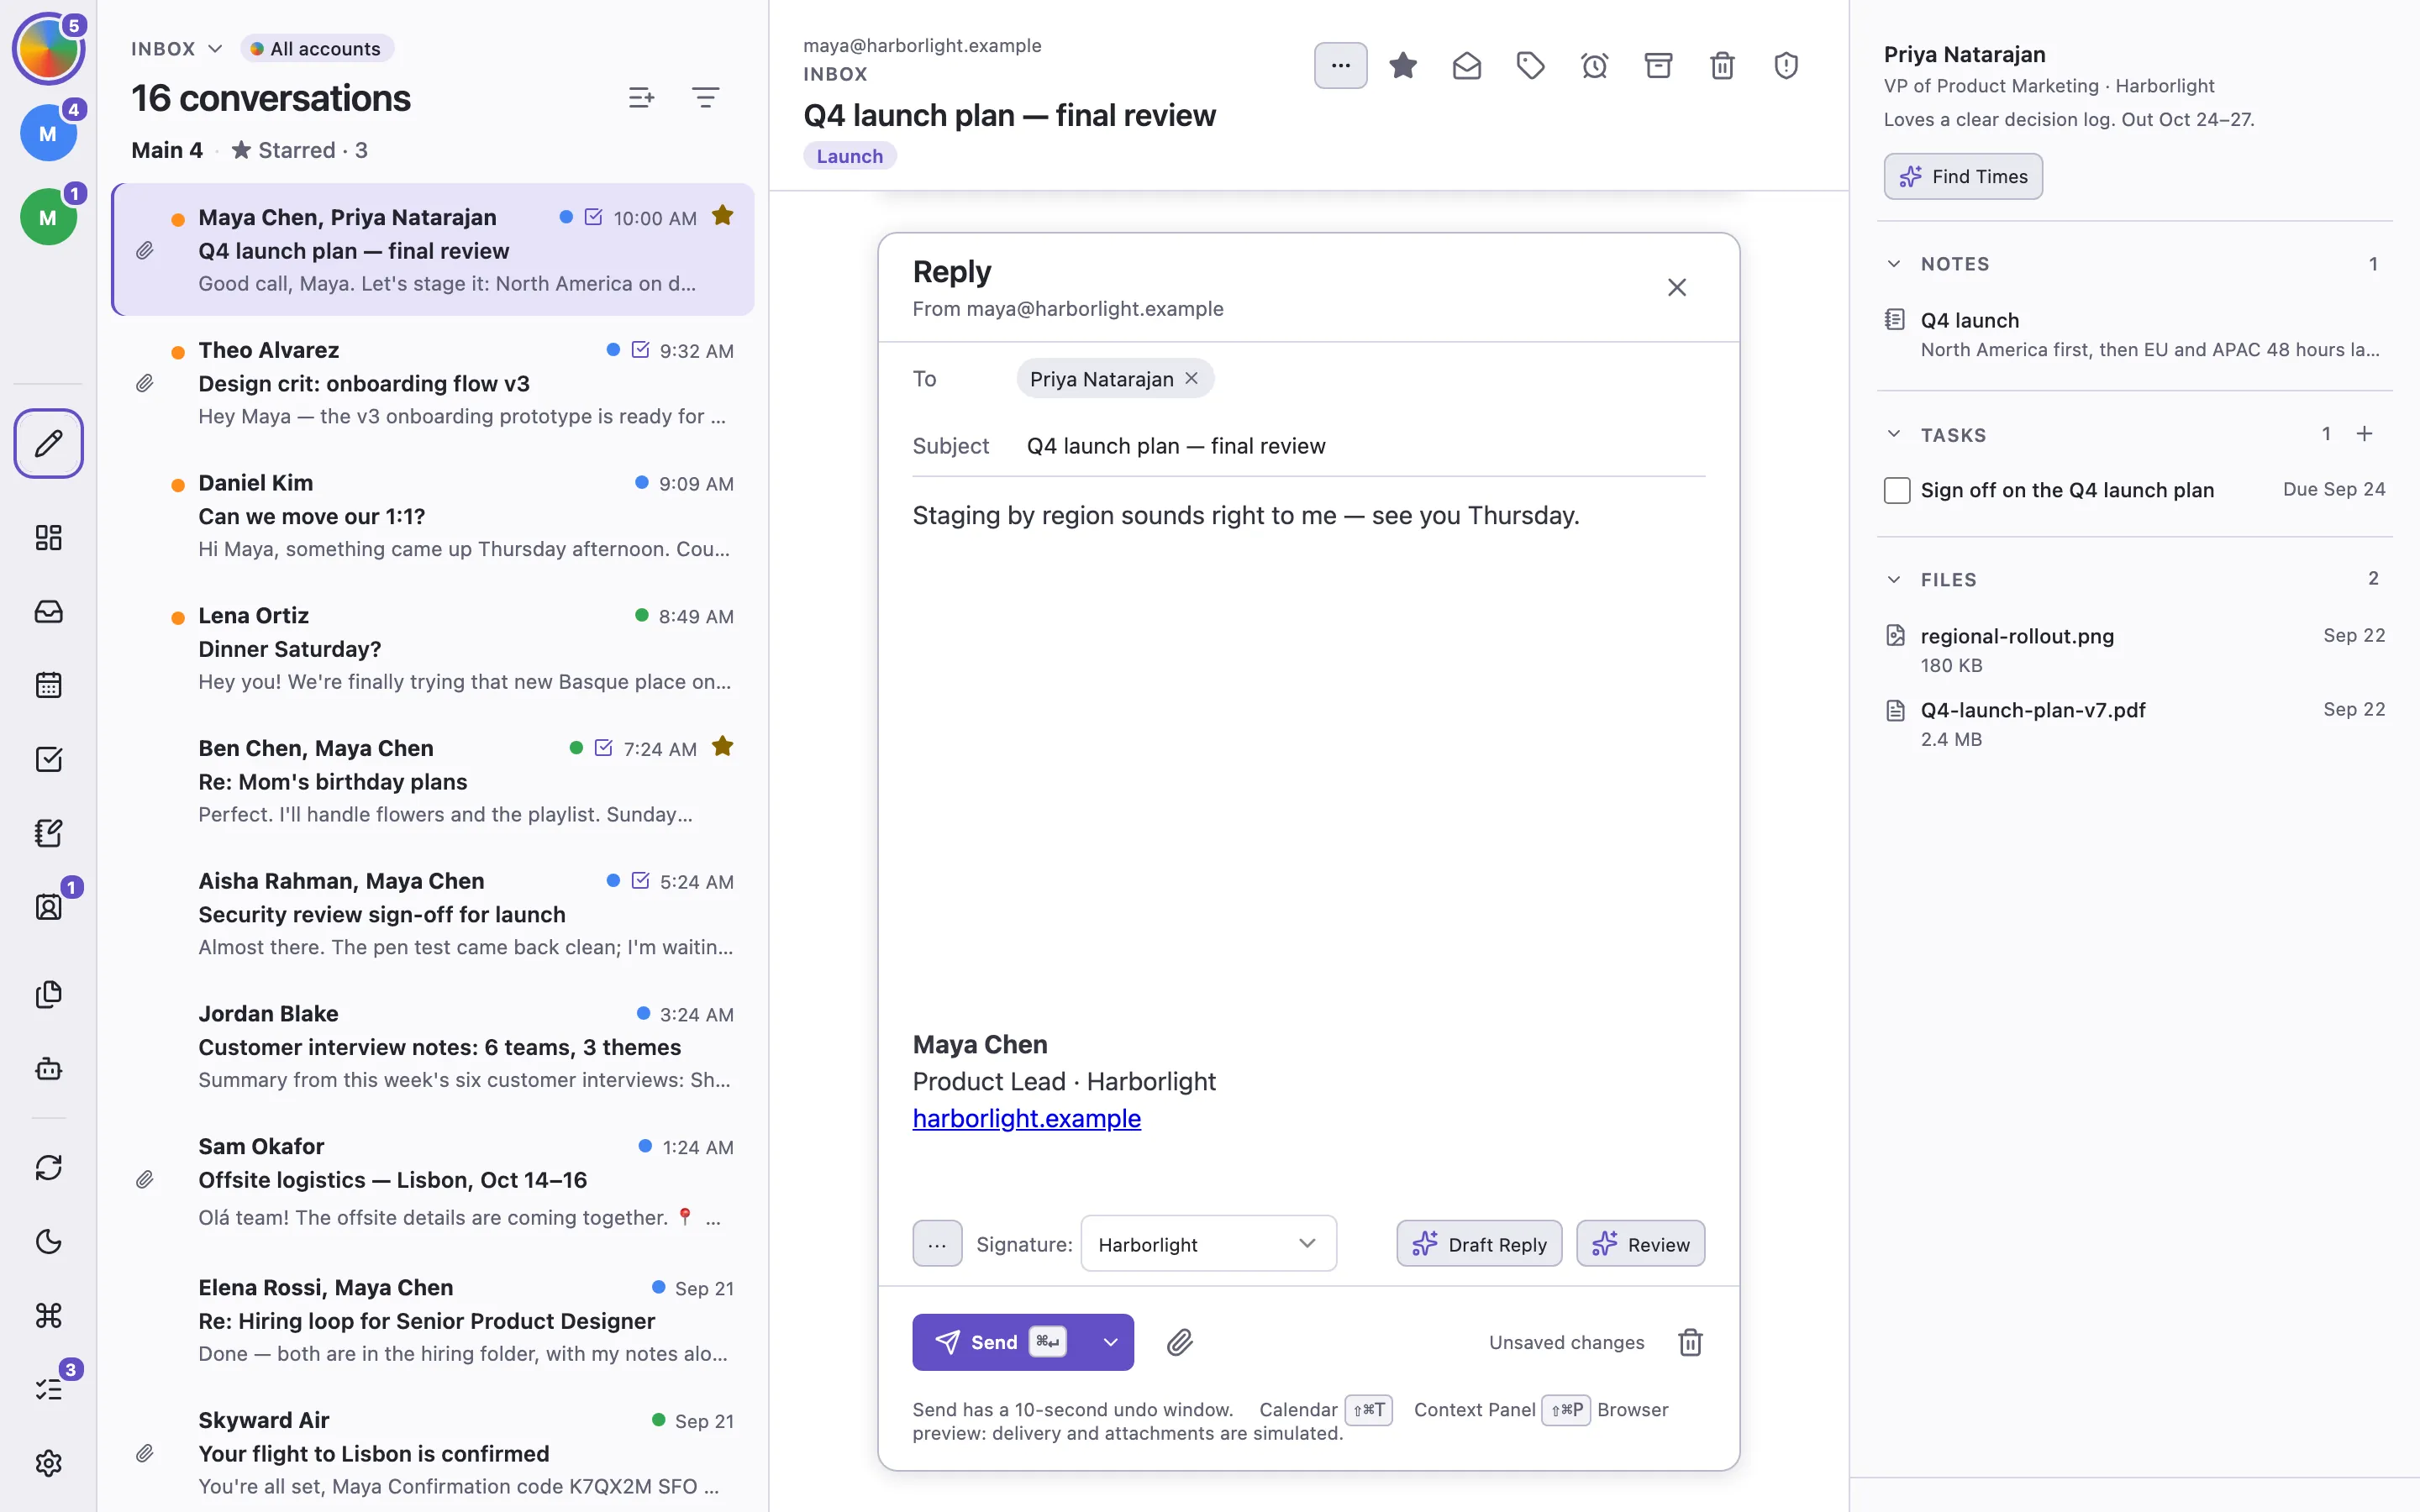 5
M 4
M 1
1
3
INBOX
All accounts
16 conversations
Main 4 · Starred · 3
Maya Chen, Priya Natarajan 10:00 AM
Q4 launch plan — final review
Good call, Maya. Let's stage it: North America on d...
Theo Alvarez 9:32 AM
Design crit: onboarding flow v3
Hey Maya — the v3 onboarding prototype is ready for ...
Daniel Kim 9:09 AM
Can we move our 1:1?
Hi Maya, something came up Thursday afternoon. Cou...
Lena Ortiz 8:49 AM
Dinner Saturday?
Hey you! We're finally trying that new Basque place on...
Ben Chen, Maya Chen 7:24 AM
Re: Mom's birthday plans
Perfect. I'll handle flowers and the playlist. Sunday...
Aisha Rahman, Maya Chen 5:24 AM
Security review sign-off for launch
Almost there. The pen test came back clean; I'm waitin...
Jordan Blake 3:24 AM
Customer interview notes: 6 teams, 3 themes
Summary from this week's six customer interviews: Sh...
Sam Okafor 1:24 AM
Offsite logistics — Lisbon, Oct 14–16
Olá team! The offsite details are coming together. 📍 ...
Elena Rossi, Maya Chen Sep 21
Re: Hiring loop for Senior Product Designer
Done — both are in the hiring folder, with my notes alo...
Skyward Air Sep 21
Your flight to Lisbon is confirmed
You're all set, Maya Confirmation code K7QX2M SFO ...
maya@harborlight.example
INBOX
Q4 launch plan — final review
Launch
Reply
From maya@harborlight.example
To Priya Natarajan
Subject Q4 launch plan — final review
Staging by region sounds right to me — see you Thursday.
Maya Chen
Product Lead · Harborlight
harborlight.example
... Signature: Harborlight Draft Reply Review
Send ⌘↵ Unsaved changes
Send has a 10-second undo window. Calendar ⇧⌘T Context Panel ⇧⌘P Browser
preview: delivery and attachments are simulated.
Priya Natarajan
VP of Product Marketing · Harborlight
Loves a clear decision log. Out Oct 24–27.
Find Times
NOTES 1
Q4 launch
North America first, then EU and APAC 48 hours la...
TASKS 1
Sign off on the Q4 launch plan Due Sep 24
FILES 2
regional-rollout.png Sep 22
180 KB
Q4-launch-plan-v7.pdf Sep 22
2.4 MB